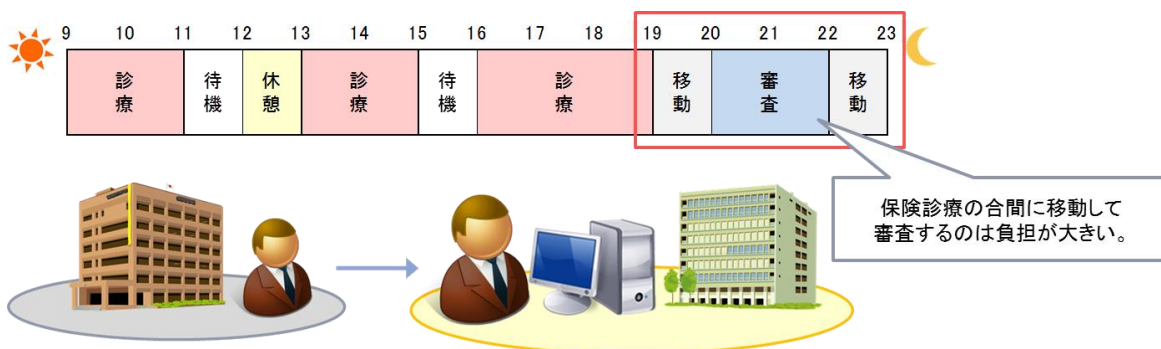 9 10 11 12 13 14 15 16 17 18 19 20 21 22 23
診療 待機 休憩 診療 待機 診療 移動 審査 移動
保険診療の合間に移動して
審査するのは負担が大きい。